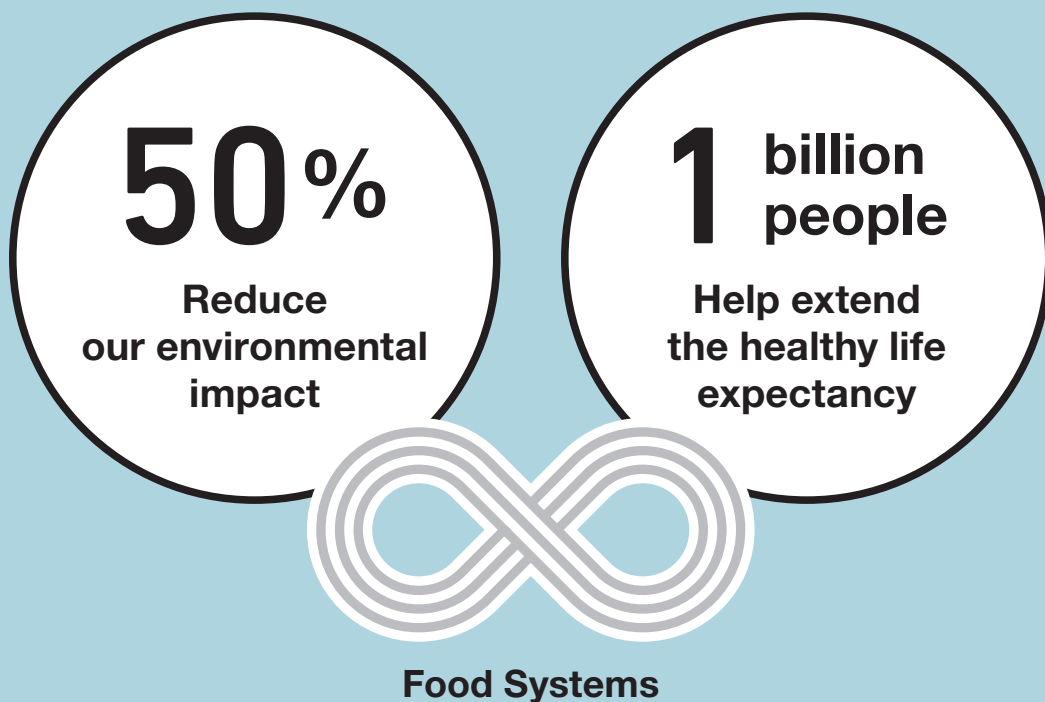 50%
Reduce
our environmental
impact
1 billion
people
Help extend
the healthy life
expectancy
Food Systems